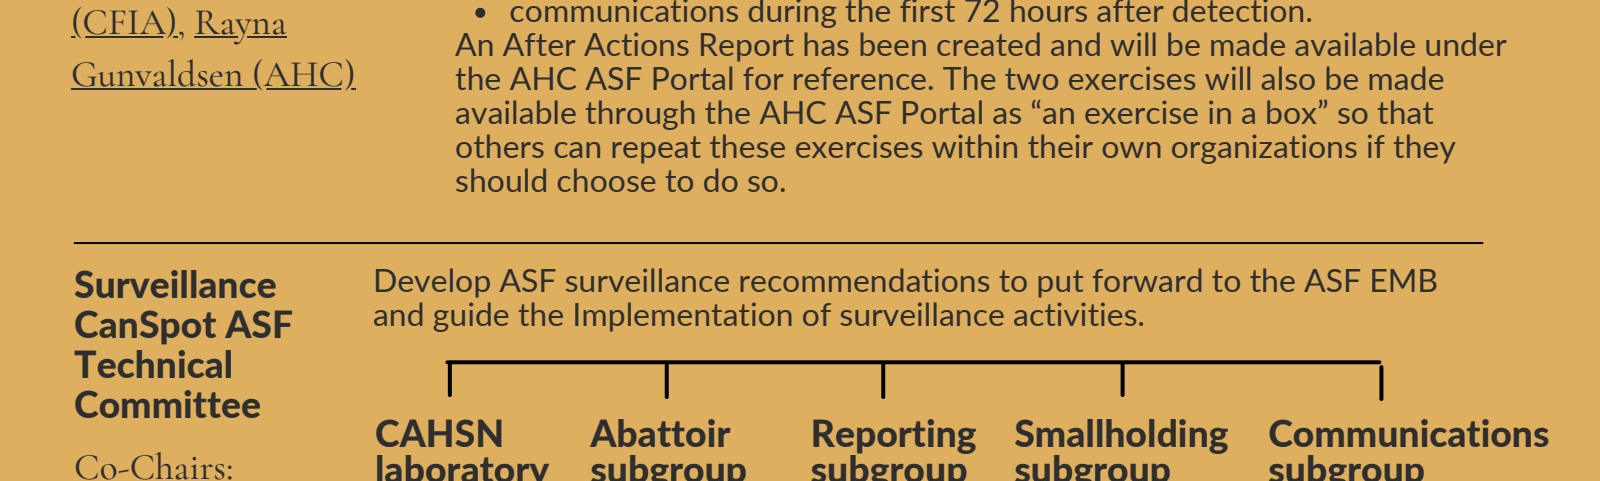 (CFIA), Rayna
Gunvaldsen (AHC)
• communications during the first 72 hours after detection.
An After Actions Report has been created and will be made available under
the AHC ASF Portal for reference. The two exercises will also be made
available through the AHC ASF Portal as “an exercise in a box” so that
others can repeat these exercises within their own organizations if they
should choose to do so.
Surveillance
CanSpot ASF
Technical
Committee
Co-Chairs:
Develop ASF surveillance recommendations to put forward to the ASF EMB
and guide the Implementation of surveillance activities.
CAHSN
laboratory
Abattoir
subgroup
Reporting
subgroup
Smallholding
subgroup
Communications
subgroup